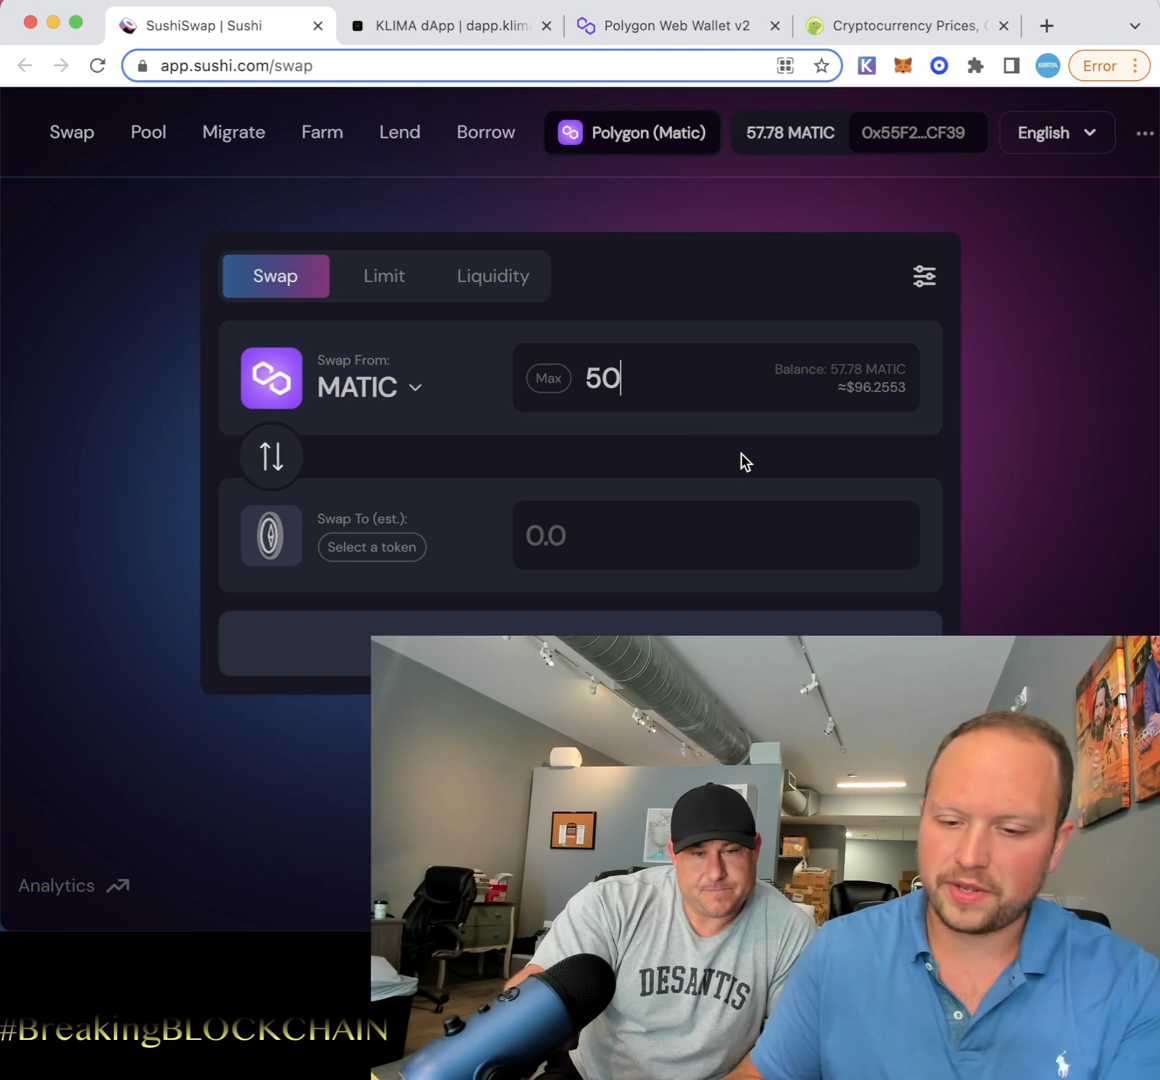 SushiSwap | Sushi
KLIMA dApp | dapp.klim
Polygon Web Wallet v2
Cryptocurrency Prices,
app.sushi.com/swap
K
Error
Swap
Pool
Migrate
Farm
Lend
Borrow
Polygon (Matic)
57.78 MATIC
0x55F2...CF39
English
...
Swap
Limit
Liquidity
Swap From:
MATIC
Max
50
Balance: 57.78 MATIC
≈$96.2553
Swap To (est.):
Select a token
0.0
Analytics
#BreakingBLOCKCHAIN
DESANTIS